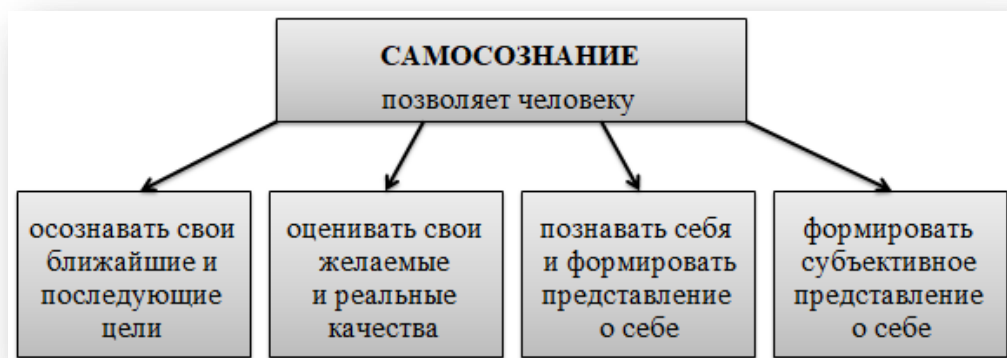 САМОСОЗНАНИЕ
позволяет человеку
осознавать свои
ближайшие и
последующие
цели
оценивать свои
желаемые
и реальные
качества
познавать себя
и формировать
представление
о себе
формировать
субъективное
представление
о себе